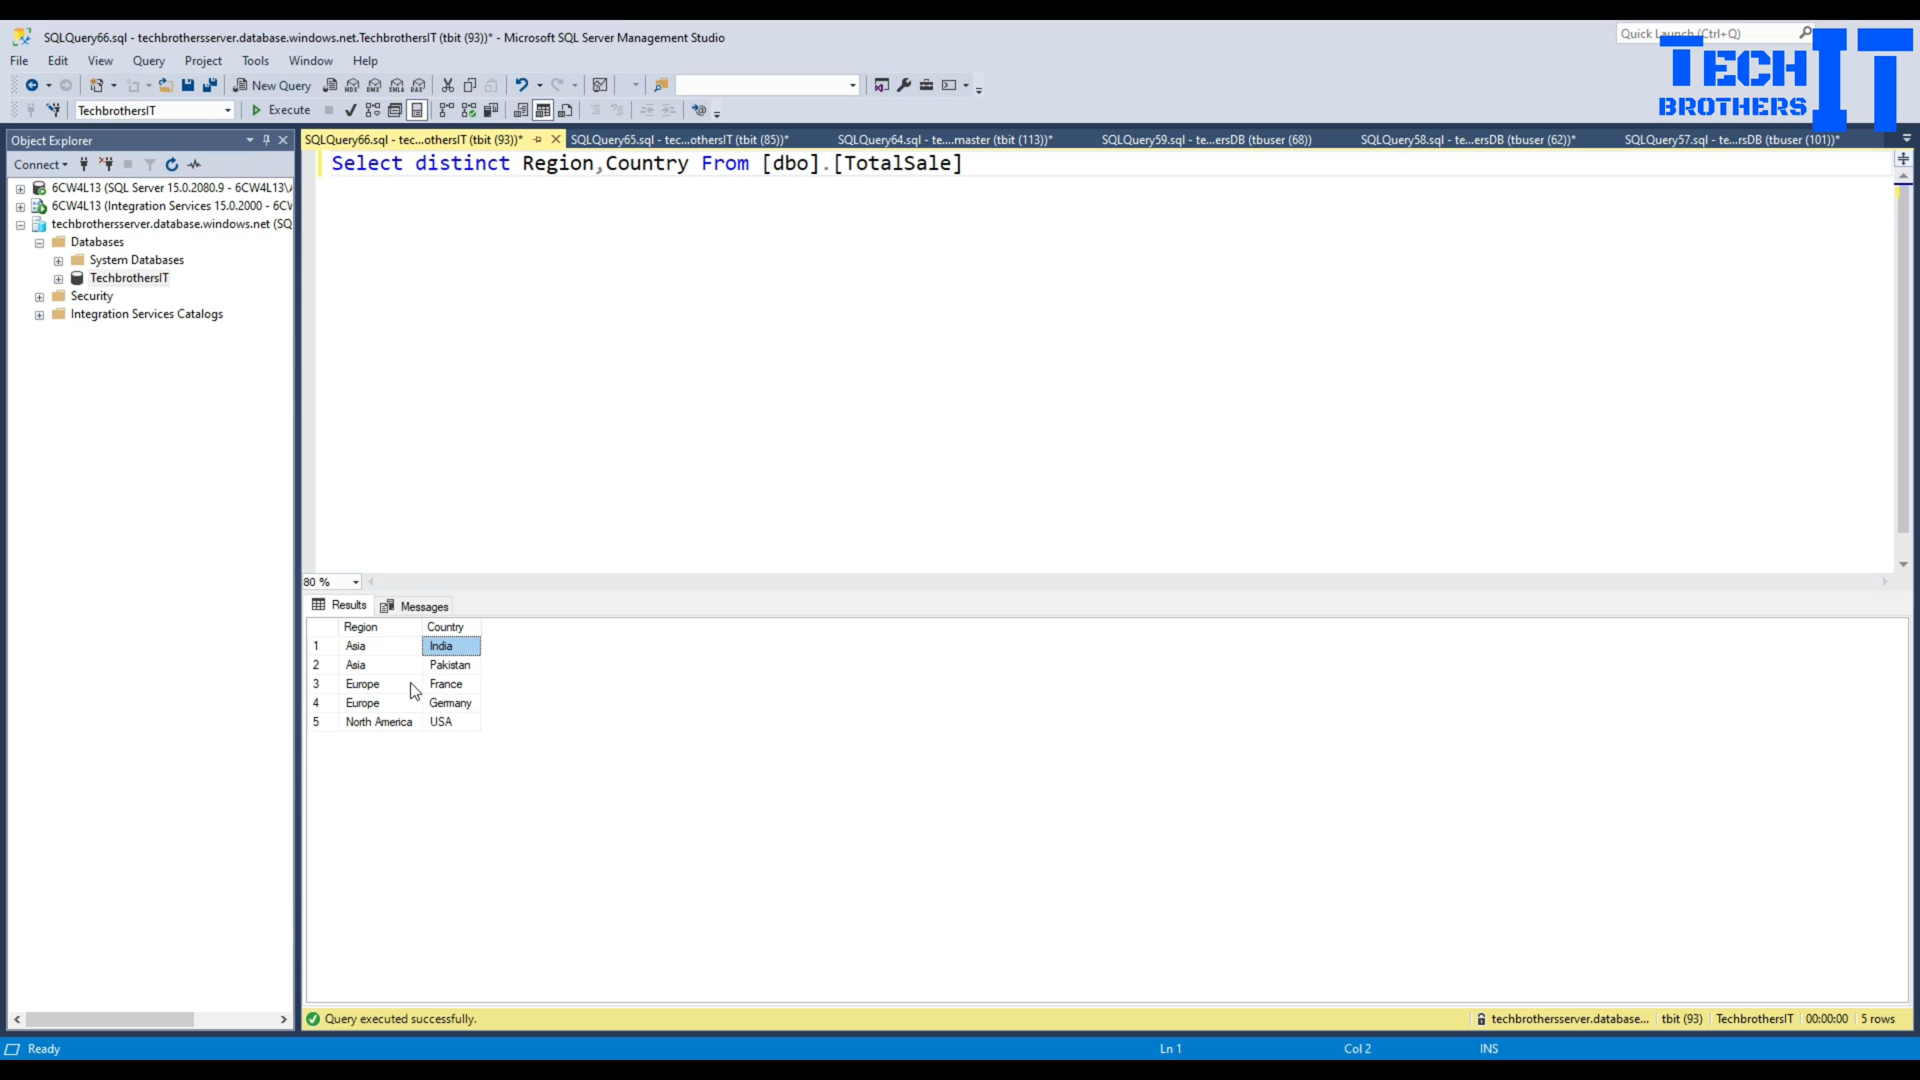 SQLQuery66.sql - techbrothersserver.database.windows.net.TechbrothersIT (tbit (93))* - Microsoft SQL Server Management Studio
Quick Launch (Ctrl+Q)
TECH
BROTHERS
IT
File Edit View Query Project Tools Window Help
New Query
TechbrothersIT
Execute
Object Explorer
SQLQuery66.sql - tec...othersIT (tbit (93))*
SQLQuery65.sql - tec...othersIT (tbit (85))*
SQLQuery64.sql - te....master (tbit (113))*
SQLQuery59.sql - te...ersDB (tbuser (68))
SQLQuery58.sql - te...ersDB (tbuser (62))*
SQLQuery57.sql - te...rsDB (tbuser (101))*
Connect
6CW4L13 (SQL Server 15.0.2080.9 - 6CW4L13\
6CW4L13 (Integration Services 15.0.2000 - 6CW
techbrothersserver.database.windows.net (SQ
Databases
System Databases
TechbrothersIT
Security
Integration Services Catalogs
Select distinct Region,Country From [dbo].[TotalSale]
80 %
Results Messages
Region Country
1 Asia India
2 Asia Pakistan
3 Europe France
4 Europe Germany
5 North America USA
Query executed successfully.
techbrothersserver.database... tbit (93) TechbrothersIT 00:00:00 5 rows
Ready Ln 1 Col 2 INS